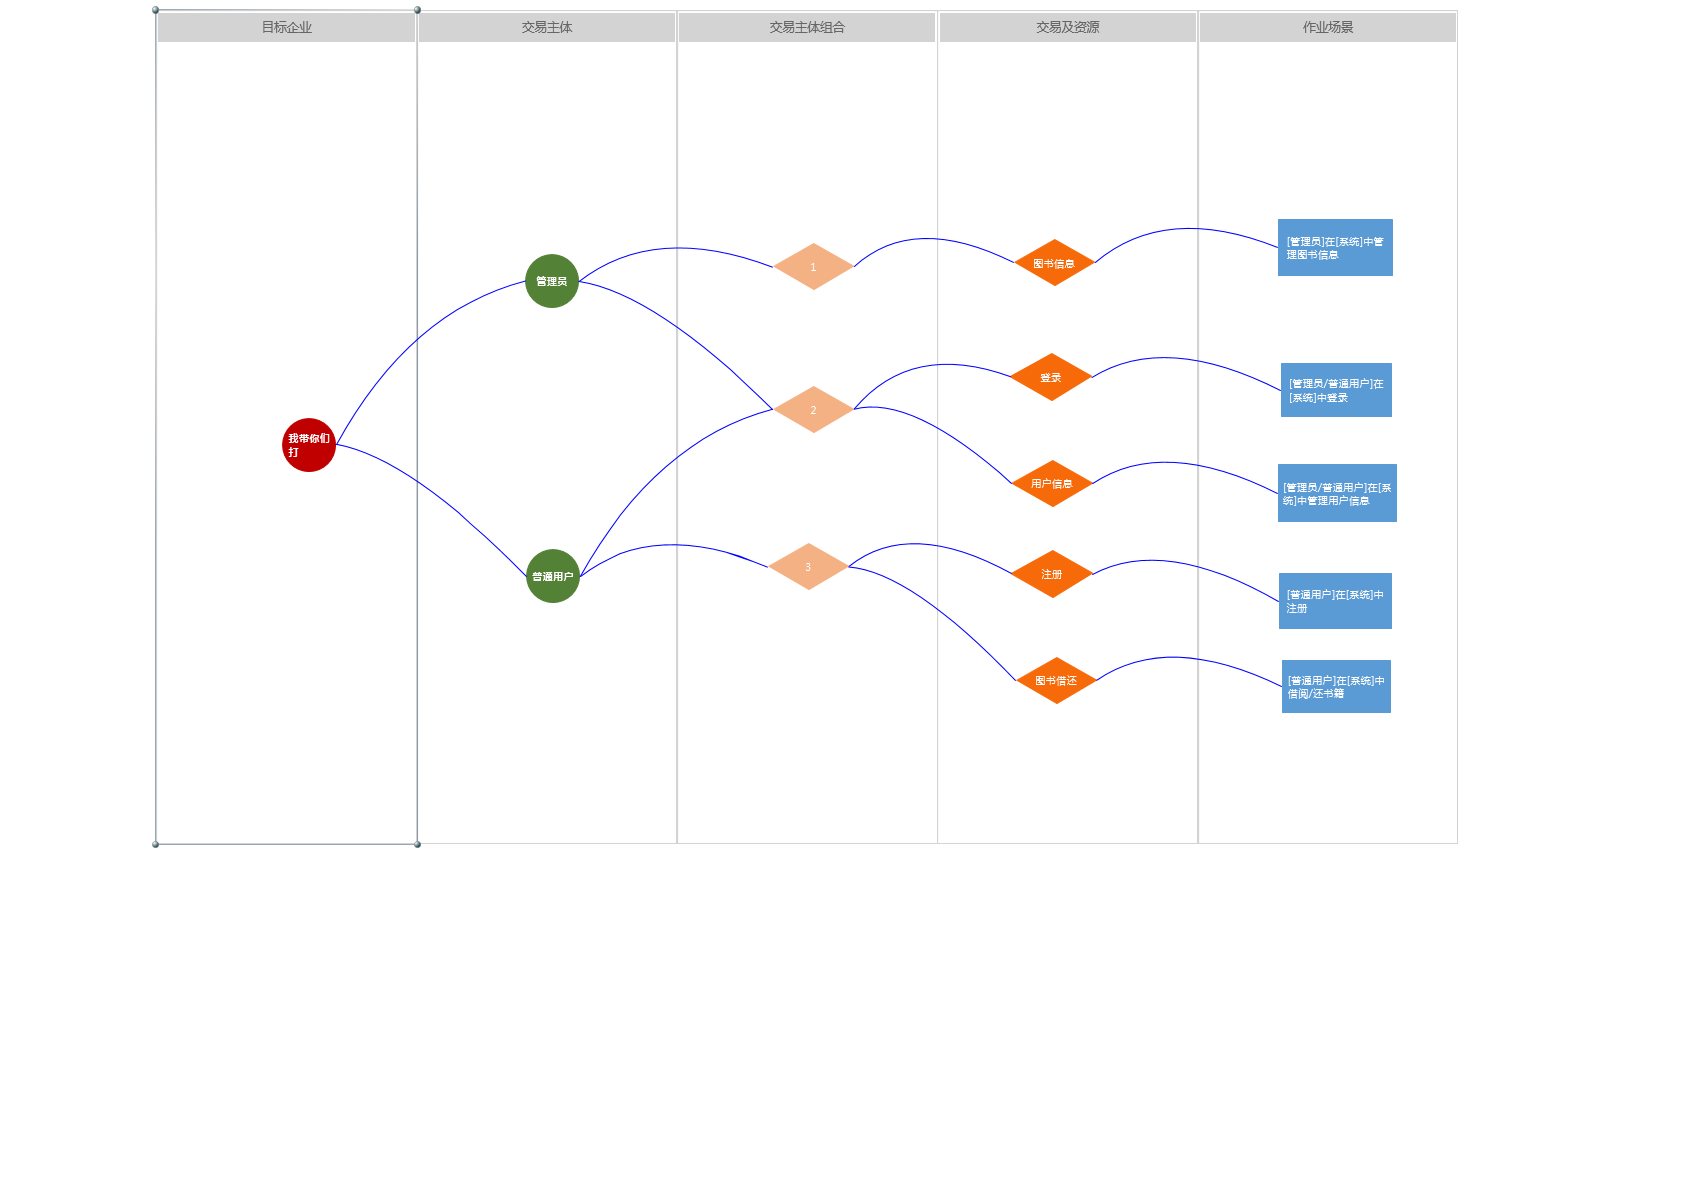 目标企业
交易主体
交易主体组合
交易及资源
作业场景
我带你们
打
管理员
普通用户
1
2
3
图书信息
登录
用户信息
注册
图书借还
[管理员]在[系统]中管
理图书信息
[管理员/普通用户]在
[系统]中登录
[管理员/普通用户]在[系
统]中管理用户信息
[普通用户]在[系统]中
注册
[普通用户]在[系统]中
借阅/还书籍